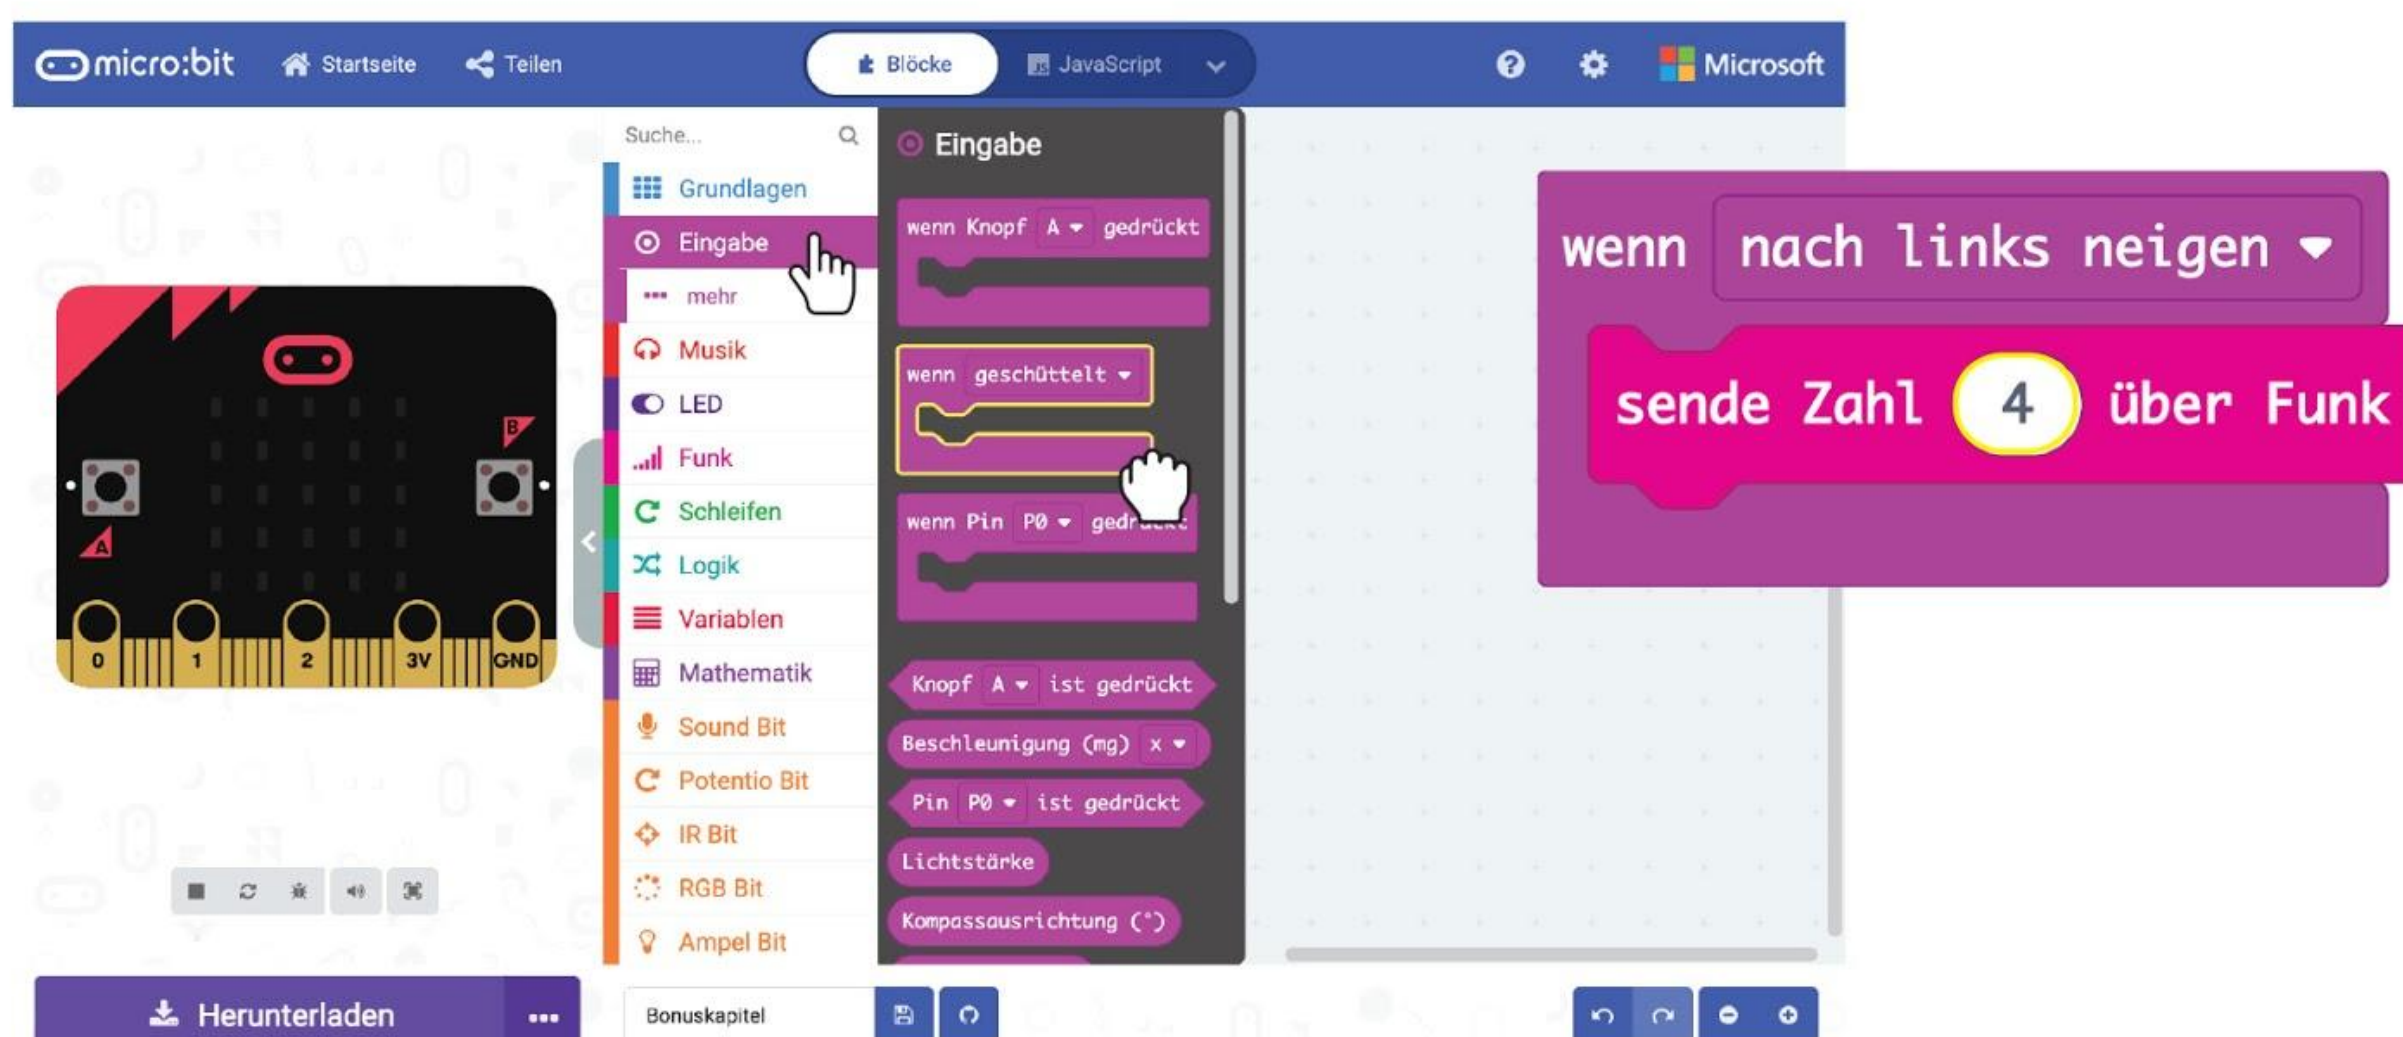 micro:bit Startseite Teilen Blöcke JavaScript Microsoft
Suche...
Grundlagen
Eingabe
mehr
Musik
LED
Funk
Schleifen
Logik
Variablen
Mathematik
Sound Bit
Potentio Bit
IR Bit
RGB Bit
Ampel Bit
Eingabe
wenn Knopf A gedrückt
wenn geschüttelt
wenn Pin P0 gedrückt
Knopf A ist gedrückt
Beschleunigung (mg) x
Pin P0 ist gedrückt
Lichtstärke
Kompassausrichtung (°)
wenn nach links neigen
sende Zahl 4 über Funk
B
A
0 1 2 3V GND
Herunterladen
Bonuskapitel